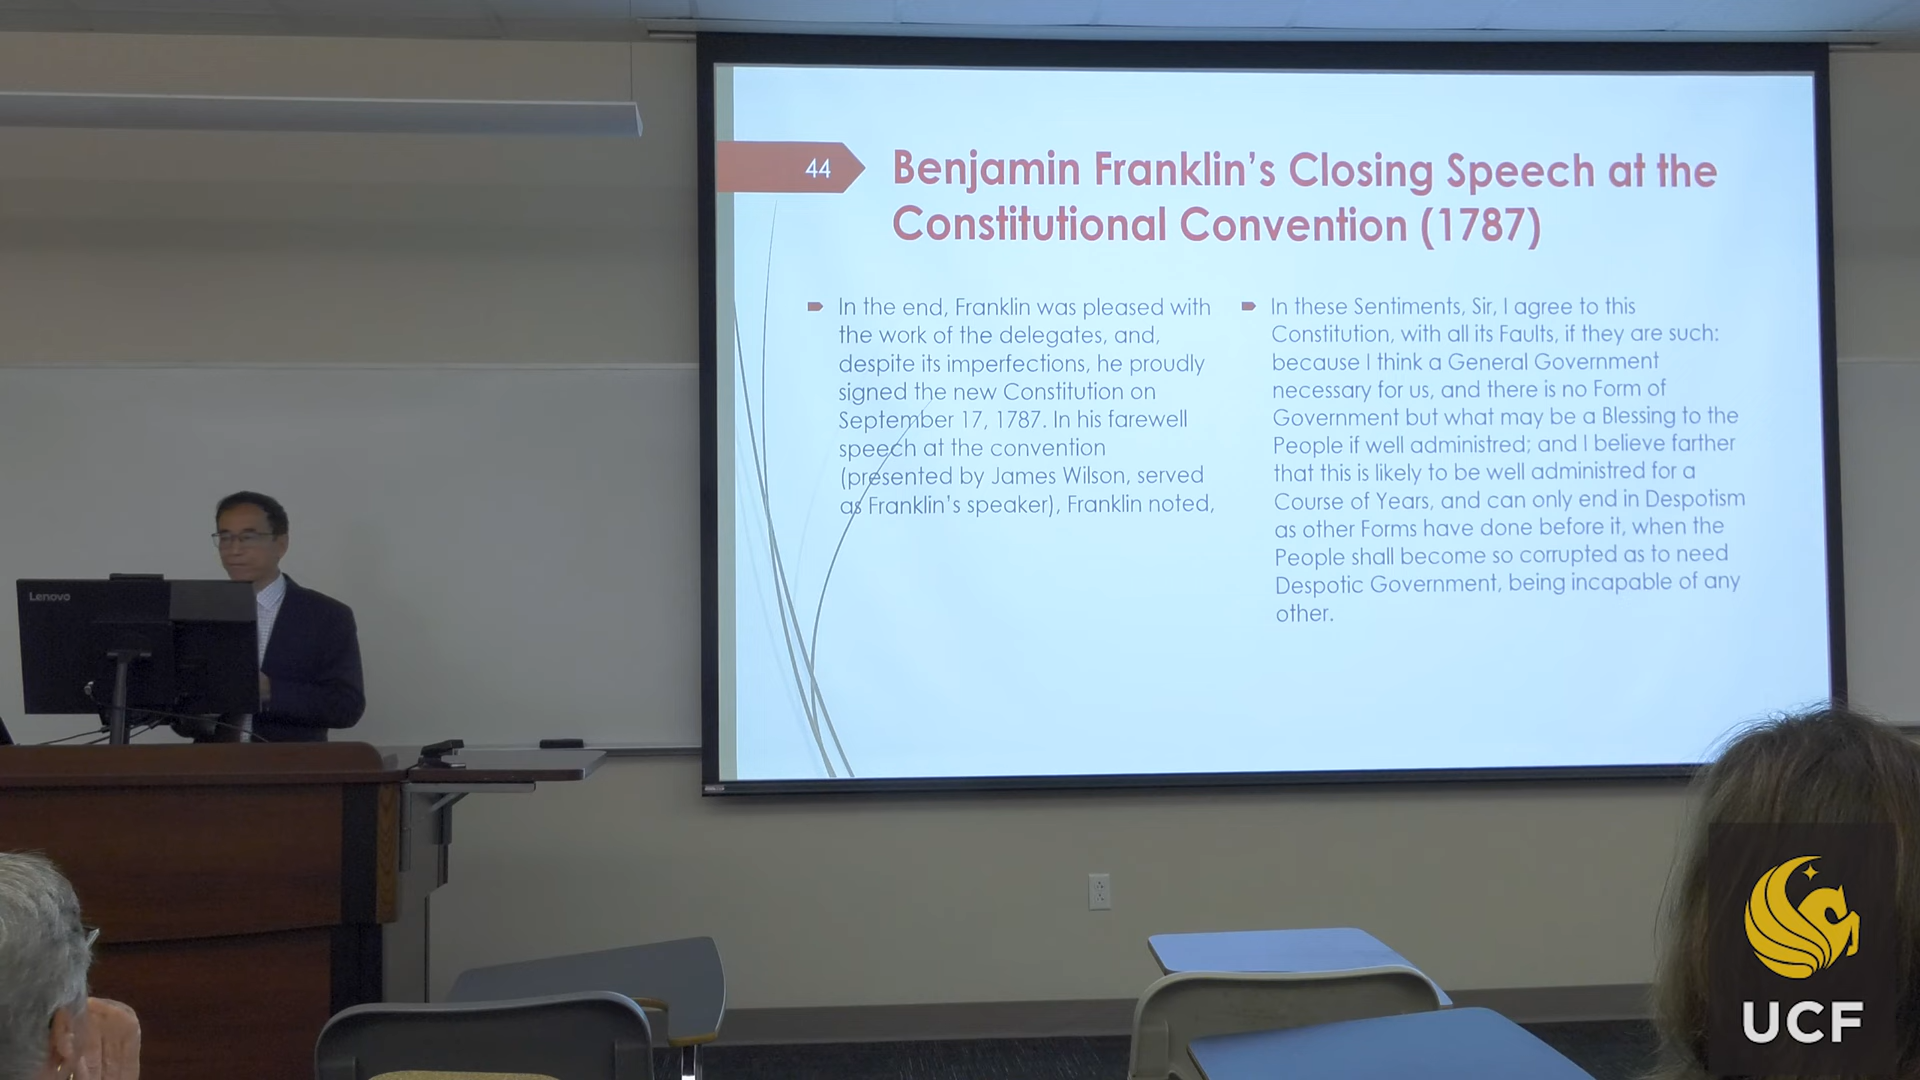 44
Benjamin Franklin's Closing Speech at the
Constitutional Convention (1787)
In the end, Franklin was pleased with
the work of the delegates, and,
despite its imperfections, he proudly
signed the new Constitution on
September 17, 1787. In his farewell
speech at the convention
(presented by James Wilson, served
as Franklin's speaker), Franklin noted,
In these Sentiments, Sir, I agree to this
Constitution, with all its Faults, if they are such:
because I think a General Government
necessary for us, and there is no Form of
Government but what may be a Blessing to the
People if well administred; and I believe farther
that this is likely to be well administred for a
Course of Years, and can only end in Despotism
as other Forms have done before it, when the
People shall become so corrupted as to need
Despotic Government, being incapable of any
other.
Lenovo
UCF